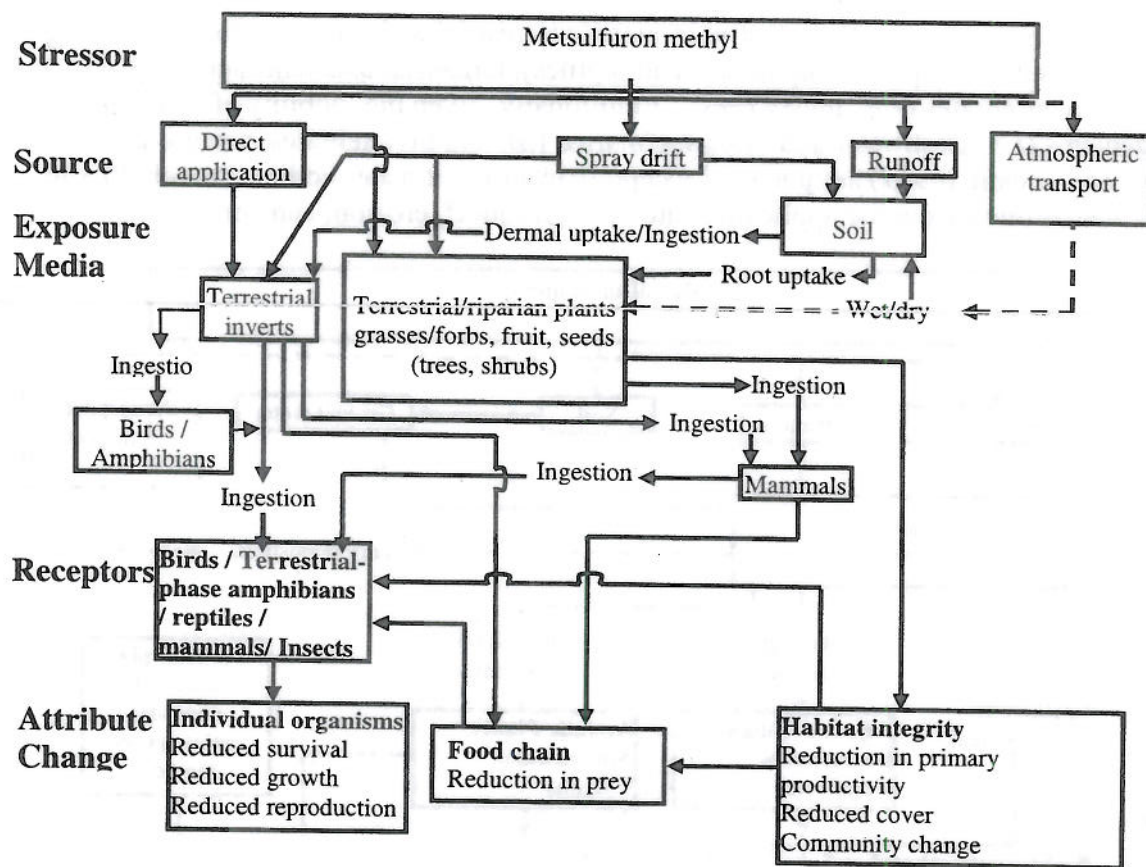 Stressor
Metsulfuron methyl
Source
Direct
application
Spray drift
Runoff
Atmospheric
transport
Exposure
Media
Dermal uptake/Ingestion
Soil
Root uptake
Terrestrial
inverts
Terrestrial/riparian plants
grasses/forbs, fruit, seeds
(trees, shrubs)
Wet/dry
Ingestio
Ingestion
Birds /
Amphibians
Ingestion
Ingestion
Mammals
Ingestion
Receptors
Birds / Terrestrial-
phase amphibians
/ reptiles /
mammals/ Insects
Attribute
Change
Individual organisms
Reduced survival
Reduced growth
Reduced reproduction
Food chain
Reduction in prey
Habitat integrity
Reduction in primary
productivity
Reduced cover
Community change